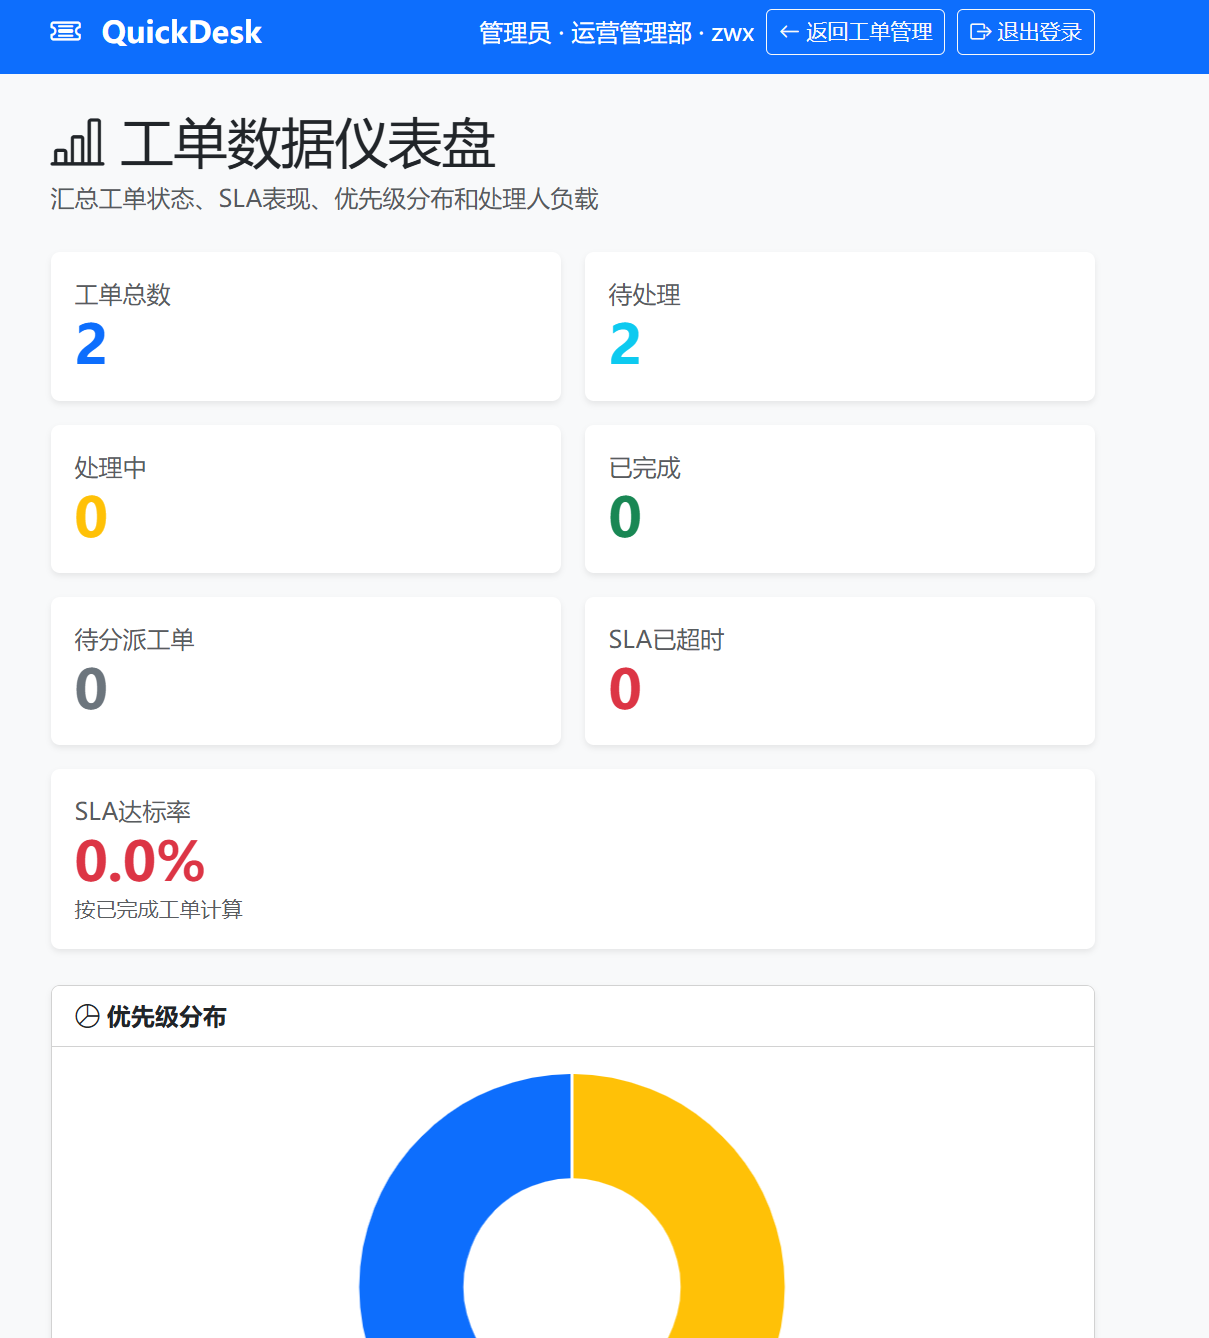 QuickDesk
管理员 · 运营管理部 · zwx
返回工单管理
退出登录
工单数据仪表盘
汇总工单状态、SLA表现、优先级分布和处理人负载
工单总数
2
待处理
2
处理中
0
已完成
0
待分派工单
0
SLA已超时
0
SLA达标率
0.0%
按已完成工单计算
优先级分布